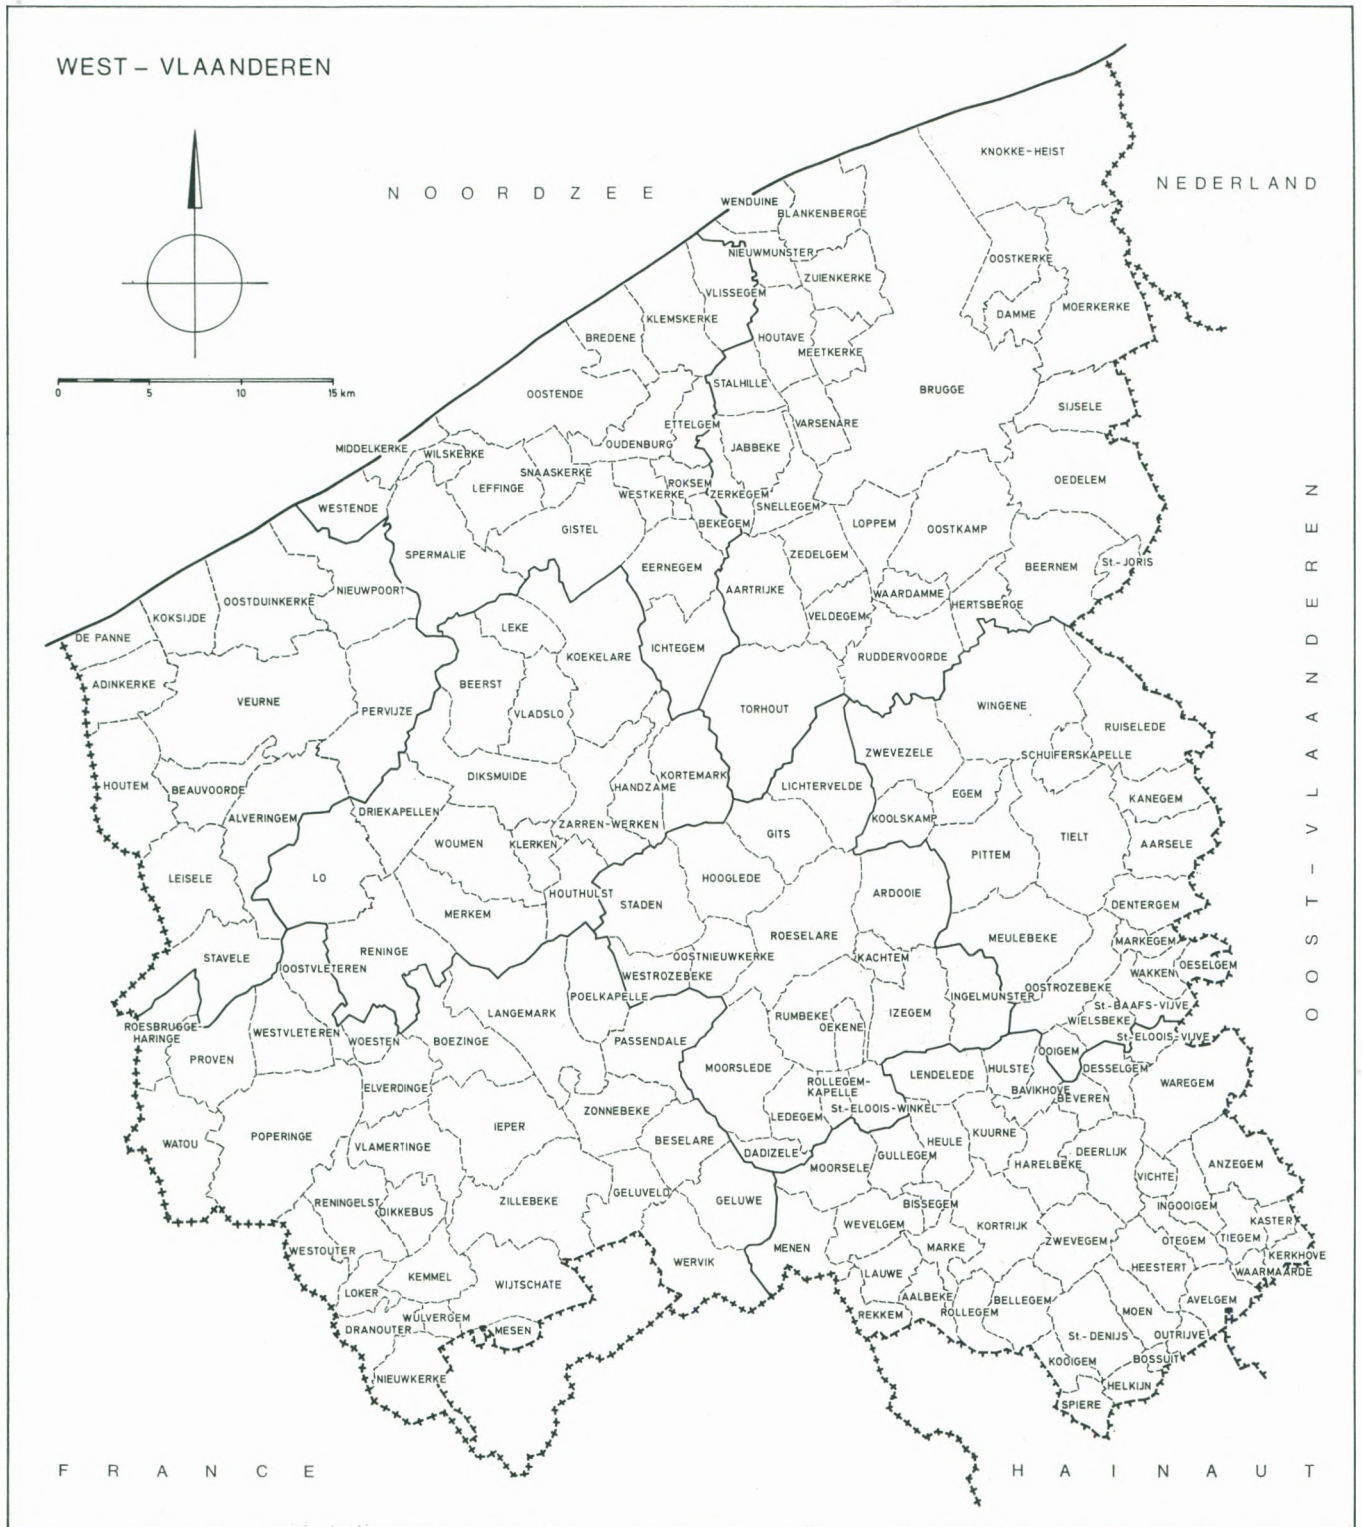 WEST – VLAANDEREN
NOORDZEE
NEDERLAND
0 5 10 15 km
KNOKKE-HEIST
WENDUINE
BLANKENBERGE
NIEUWMUNSTER
OOSTKERKE
ZUIENKERKE
VLISSEGEM
MOERKERKE
DAMME
KLEMSKERKE
BREDENE
HOUTAVE
MEETKERKE
STALHILLE
BRUGGE
OOSTENDE
SIJSELE
ETTELGEM
VARSENARE
OUDENBURG
JABBEKE
MIDDELKERKE
WILSKERKE
SNAASKERKE
OEDELEM
LEFFINGE
ROKSEM
WESTKERKE
ZERKEGEM
SNELLEGEM
WESTENDE
GISTEL
BEKEGEM
LOPPEM
OOSTKAMP
SPERMALIE
ZEDELGEM
St.-JORIS
EERNEGEM
BEERNEM
NIEUWPOORT
AARTRIJKE
WAARDAMME
OOSTDUINKERKE
HERTSBERGE
KOKSIJDE
VELDEGEM
LEKE
DE PANNE
ICHTEGEM
KOEKELARE
RUDDERVOORDE
ADINKERKE
BEERST
VEURNE
WINGENE
TORHOUT
PERVIJZE
VLADSLO
RUISELEDE
ZWEVEZELE
SCHUIFERSKAPELLE
DIKSMUIDE
KORTEMARK
HOUTEM
BEAUVOORDE
HANDZAME
LICHTERVELDE
EGEM
KANEGEM
DRIEKAPELLEN
ALVERINGEM
KOOLSKAMP
ZARREN-WERKEN
GITS
TIELT
WOUMEN
KLERKEN
AARSELE
PITTEM
LEISELE
LO
HOOGLEDE
HOUTHULST
ARDOOIE
STADEN
DENTERGEM
MERKEM
ROESELARE
MEULEBEKE
MARKEGEM
RENINGE
STAVELE
OOSTNIEUWKERKE
KACHTEM
OESELGEM
OOSTVLETEREN
WESTROZEBEKE
WAKKEN
OOSTROZEBEKE
POELKAPELLE
INGELMUNSTER
St.-BAAFS-VIJVE
LANGEMARK
RUMBEKE
IZEGEM
WIELSBEKE
ROESBRUGGE
HARINGE
WESTVLETEREN
WOESTEN
BOEZINGE
PASSENDALE
OEKENE
St.-ELOOIS-VIJVE
OOIGEM
PROVEN
MOORSLEDE
LENDELEDE
HULSTE
DESSELGEM
WAREGEM
ELVERDINGE
ROLLEGEM-
KAPELLE
BAVIKHOVE
BEVEREN
ZONNEBEKE
LEDEGEM
St.-ELOOIS-WINKEL
IEPER
POPERINGE
WATOU
VLAMERTINGE
BESELARE
KUURNE
HEULE
DADIZELE
GULLEGEM
DEERLIJK
MOORSELE
HARELBEKE
ANZEGEM
VICHTE
GELUVELD
GELUWE
ZILLEBEKE
RENINGELST
DIKKEBUS
BISSEGEM
INGOOIGEM
WEVELGEM
KORTRIJK
KASTER
ZWEVEGEM
OTEGEM
TIEGEM
WESTOUTER
MENEN
MARKE
KERKHOVE
WERVIK
HEESTERT
WAARMAARDE
KEMMEL
LAUWE
WIJTSCHATE
LOKER
AALBEKE
BELLEGEM
AVELGEM
ROLLEGEM
MOEN
WULVERGEM
REKKEM
DRANOUTER
MESEN
St.-DENIJS
OUTRIJVE
KOOIGEM
BOSSUIT
NIEUWKERKE
HELKIJN
SPIERE
FRANCE
HAINAUT
OOST-VLAANDEREN